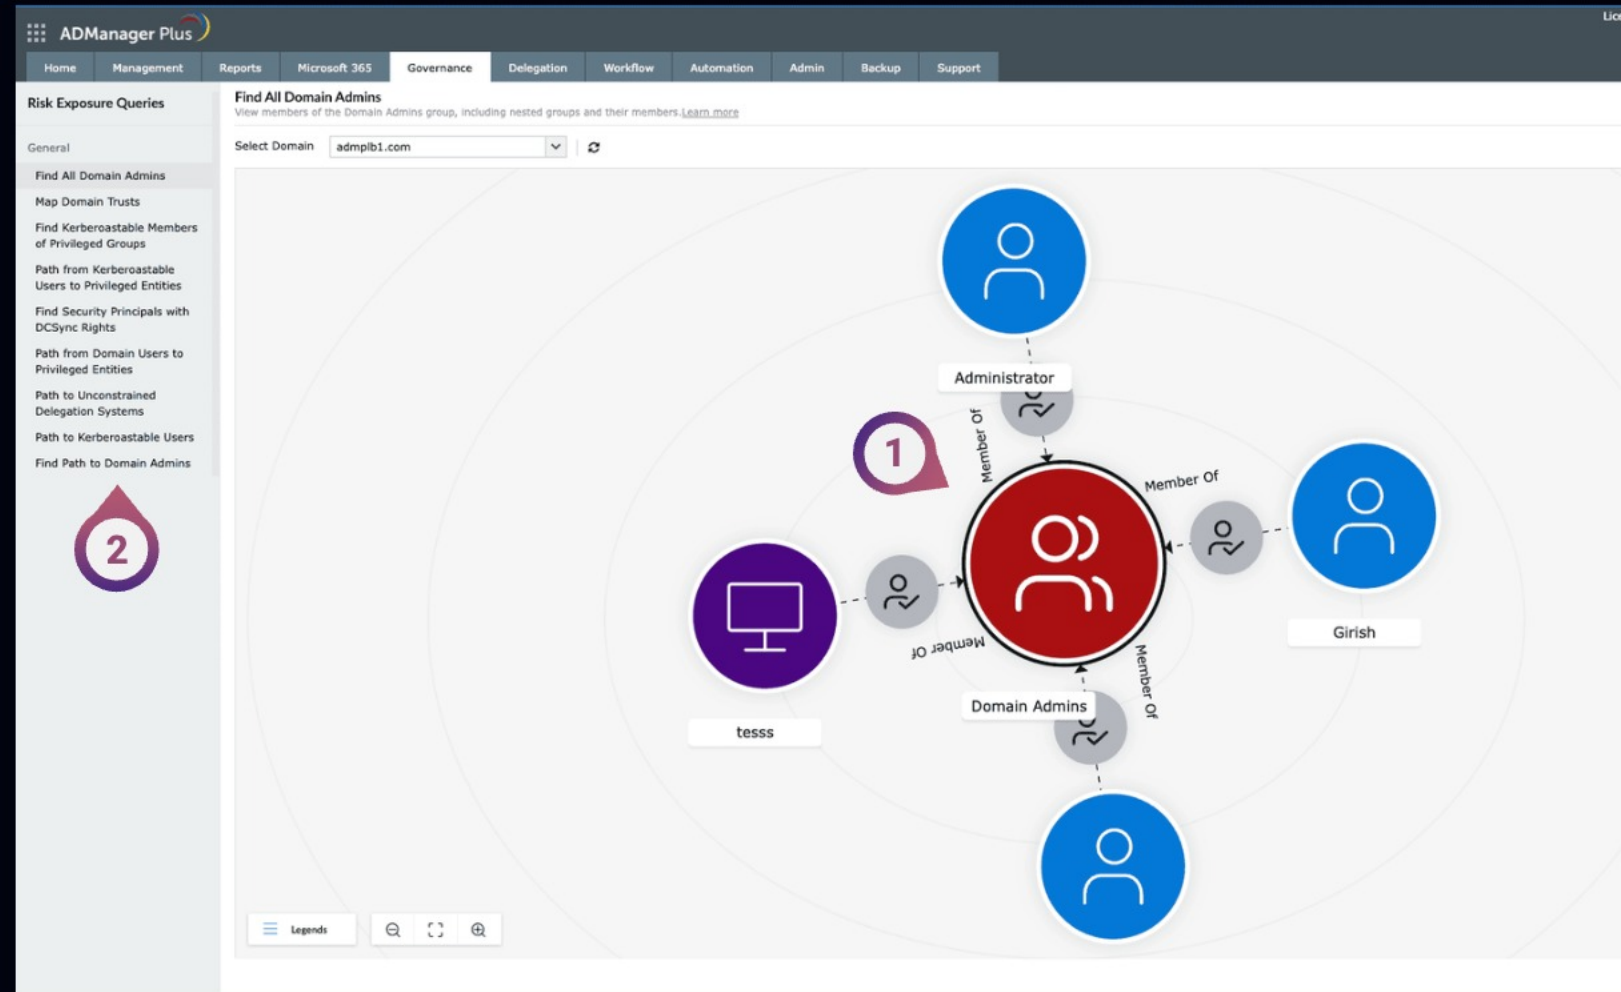 Lice
ADManager Plus
Home Management Reports Microsoft 365 Governance Delegation Workflow Automation Admin Backup Support
Risk Exposure Queries
General
Find All Domain Admins
Map Domain Trusts
Find Kerberoastable Members
of Privileged Groups
Path from Kerberoastable
Users to Privileged Entities
Find Security Principals with
DCSync Rights
Path from Domain Users to
Privileged Entities
Path to Unconstrained
Delegation Systems
Path to Kerberoastable Users
Find Path to Domain Admins
2
Find All Domain Admins
View members of the Domain Admins group, including nested groups and their members.Learn more
Select Domain admplb1.com
Administrator
1
Member Of
Member Of
Girish
Member Of
Member Of
Domain Admins
tesss
Legends